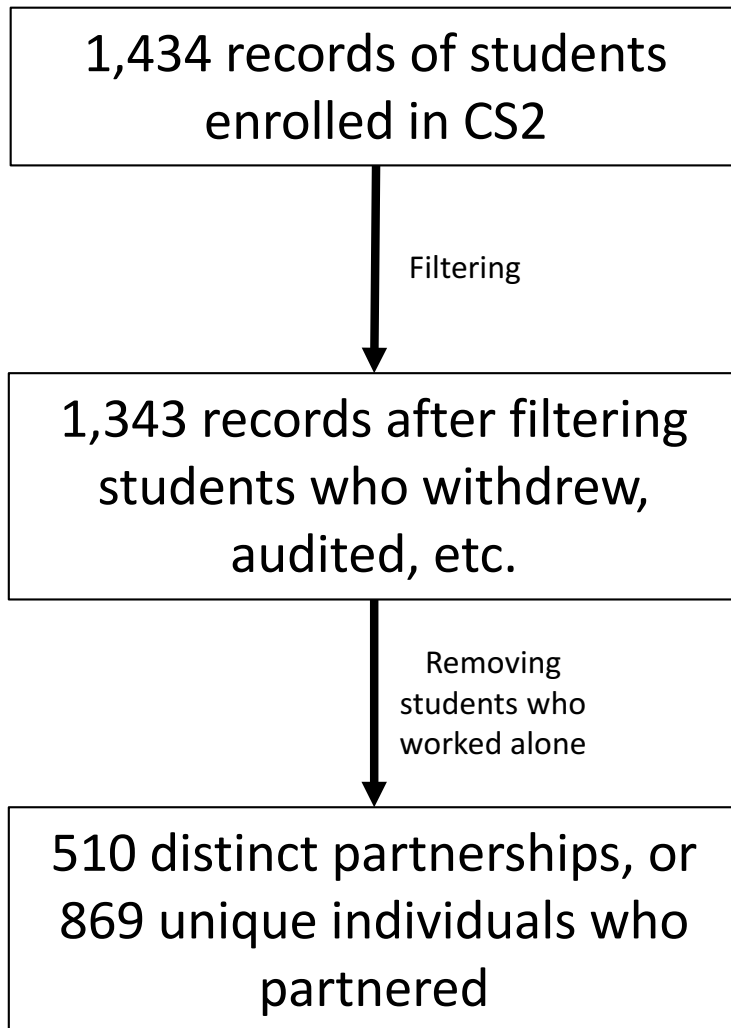 1,434 records of students
enrolled in CS2
Filtering
1,343 records after filtering
students who withdrew,
audited, etc.
Removing
students who
worked alone
510 distinct partnerships, or
869 unique individuals who
partnered